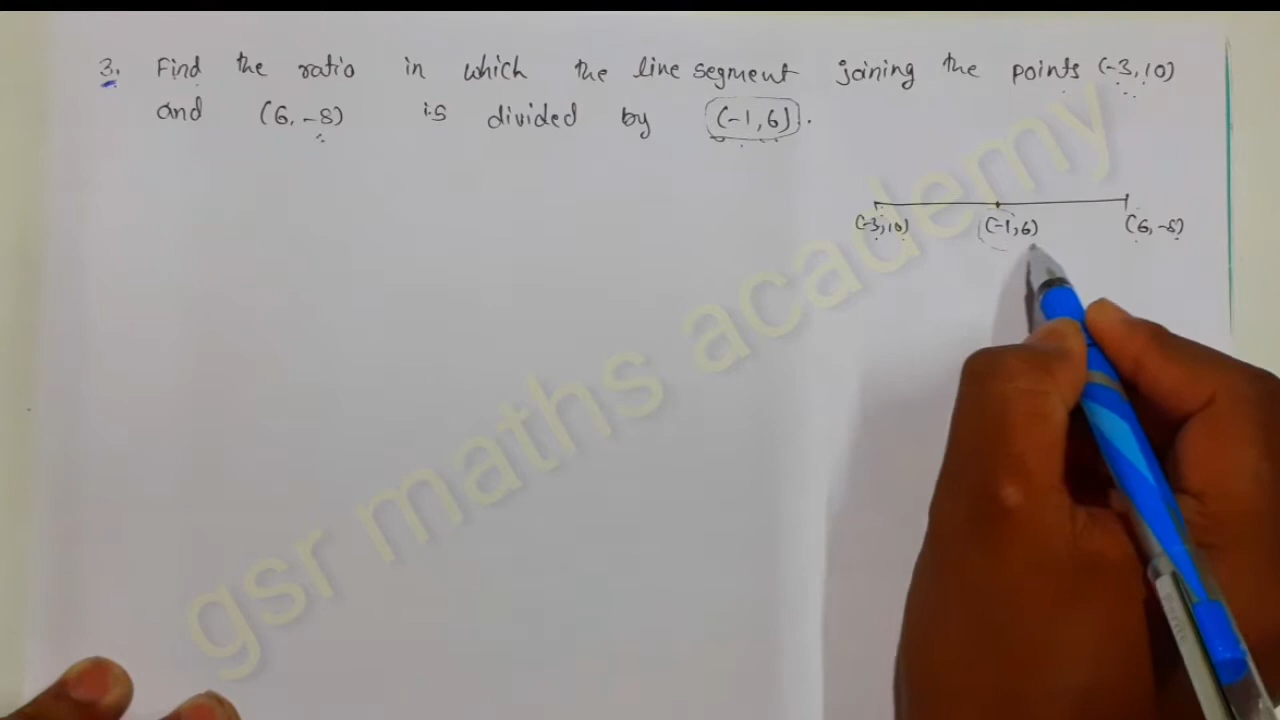 3. Find the ratio in which the line segment joining the points (-3, 10)
and (6, -8) is divided by (-1, 6).
(-3, 10) (-1, 6) (6, -8)
gsr maths academy